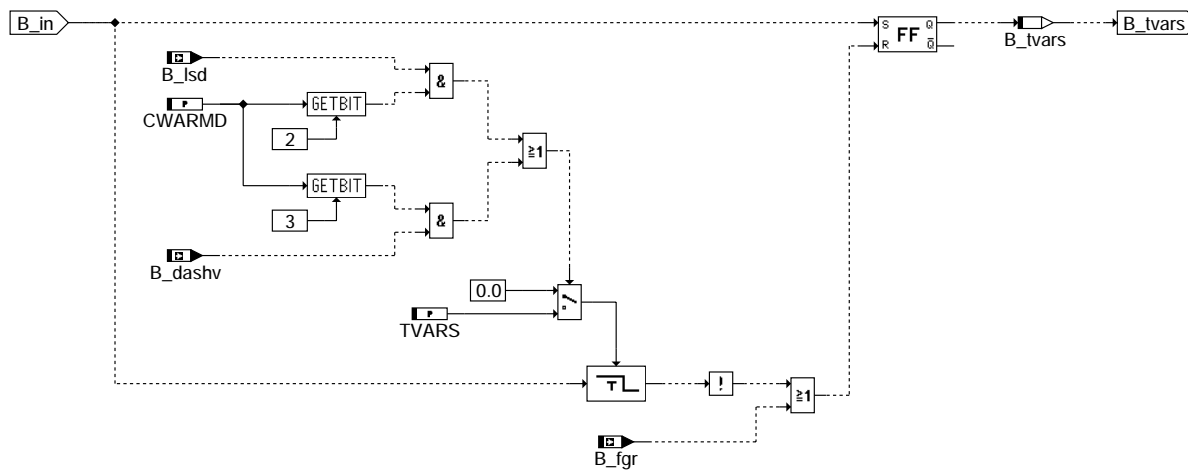 B_in
S Q
FF
R Q̅
B_tvars
B_tvars
B_lsd
&
P
CWARMD
GETBIT
2
≧1
GETBIT
3
&
B_dashv
0.0
P
TVARS
T
!
≧1
B_fgr